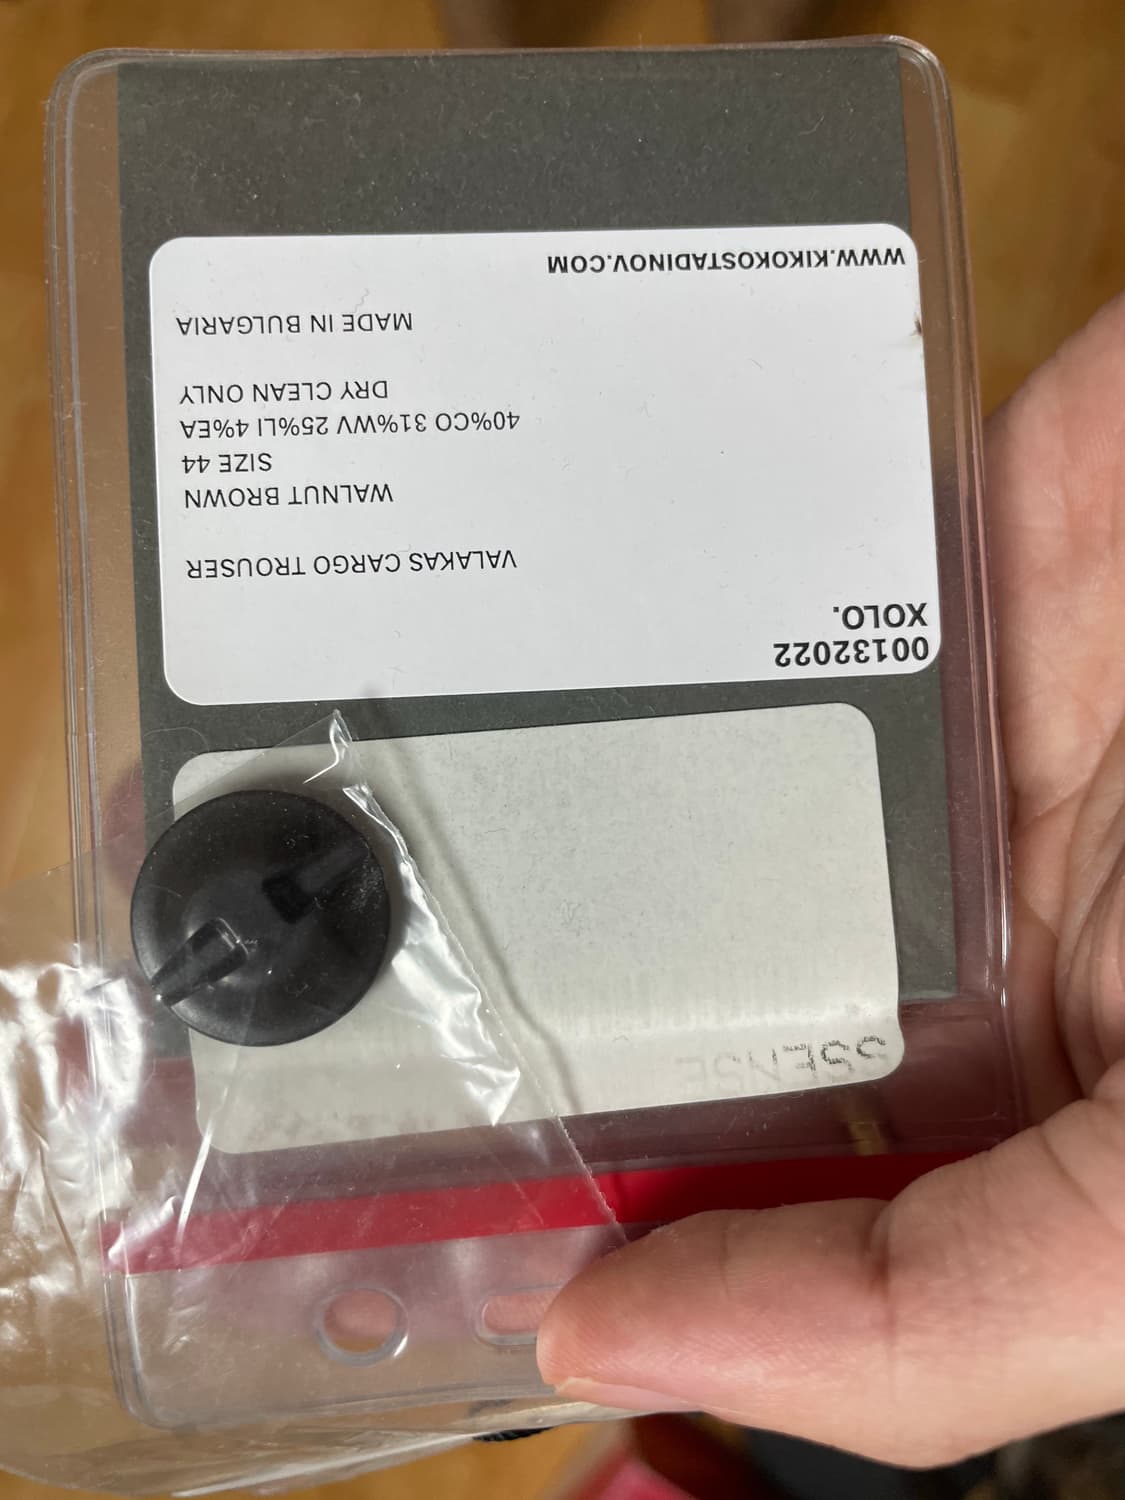 00132022
XOLO.
VALAKAS CARGO TROUSER
WALNUT BROWN
SIZE 44
40%CO 31%WV 25%LI 4%EA
DRY CLEAN ONLY
MADE IN BULGARIA
WWW.KIKOKOSTADINOV.COM
SSENSE